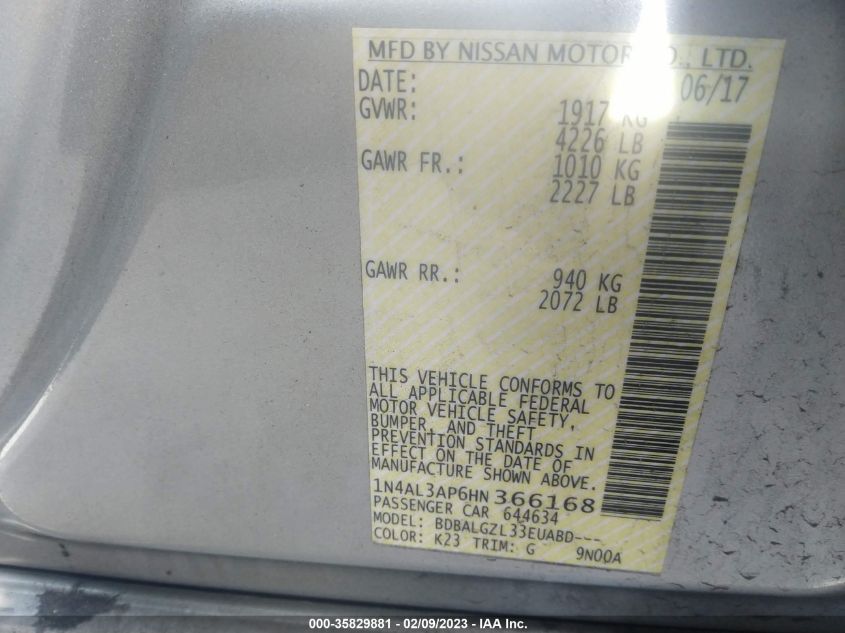 MFD BY NISSAN MOTOR CO., LTD.
DATE: 06/17
GVWR: 1917 KG
4226 LB
GAWR FR.: 1010 KG
2227 LB
GAWR RR.: 940 KG
2072 LB
THIS VEHICLE CONFORMS TO
ALL APPLICABLE FEDERAL
MOTOR VEHICLE SAFETY,
BUMPER, AND THEFT
PREVENTION STANDARDS IN
EFFECT ON THE DATE OF
MANUFACTURE SHOWN ABOVE.
1N4AL3AP6HN366168
PASSENGER CAR 644634
MODEL: BDBALGZL33EUABD---
COLOR: K23 TRIM: G 9N00A
000-35829881 - 02/09/2023 - IAA Inc.